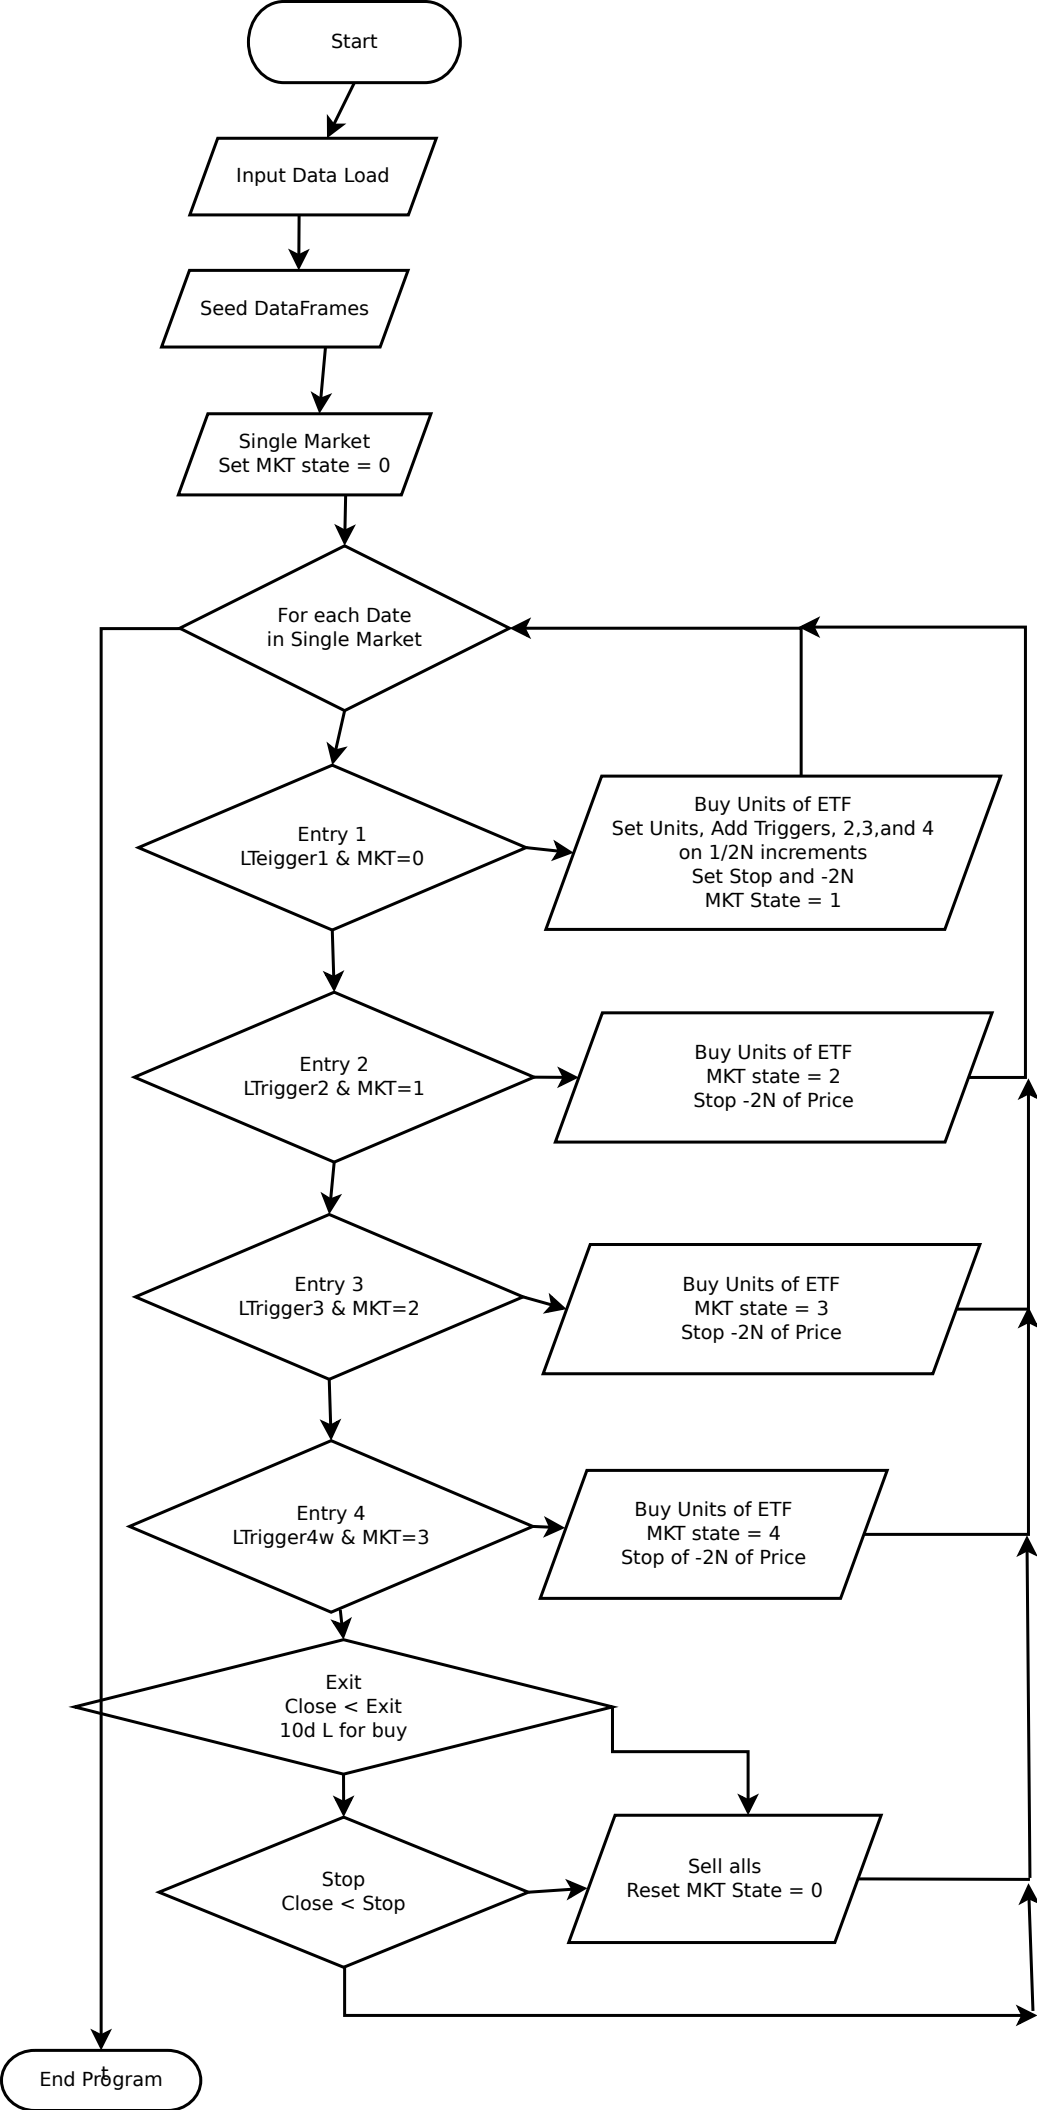 Start
Input Data Load
Seed DataFrames
Single Market
Set MKT state = 0
For each Date
in Single Market
Entry 1
LTeigger1 & MKT=0
Buy Units of ETF
Set Units, Add Triggers, 2,3,and 4
on 1/2N increments
Set Stop and -2N
MKT State = 1
Entry 2
LTrigger2 & MKT=1
Buy Units of ETF
MKT state = 2
Stop -2N of Price
Entry 3
LTrigger3 & MKT=2
Buy Units of ETF
MKT state = 3
Stop -2N of Price
Entry 4
LTrigger4w & MKT=3
Buy Units of ETF
MKT state = 4
Stop of -2N of Price
Exit
Close < Exit
10d L for buy
Stop
Close < Stop
Sell alls
Reset MKT State = 0
t
End Program